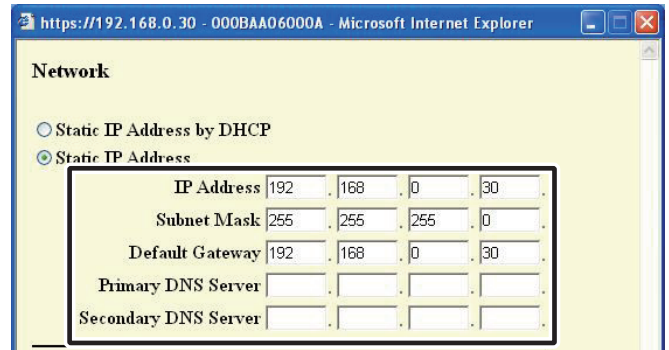 https://192.168.0.30 - 000BAA06000A - Microsoft Internet Explorer
Network
Static IP Address by DHCP
Static IP Address
IP Address 192 . 168 . 0 . 30 .
Subnet Mask 255 . 255 . 255 . 0 .
Default Gateway 192 . 168 . 0 . 30 .
Primary DNS Server . . . .
Secondary DNS Server . . . .